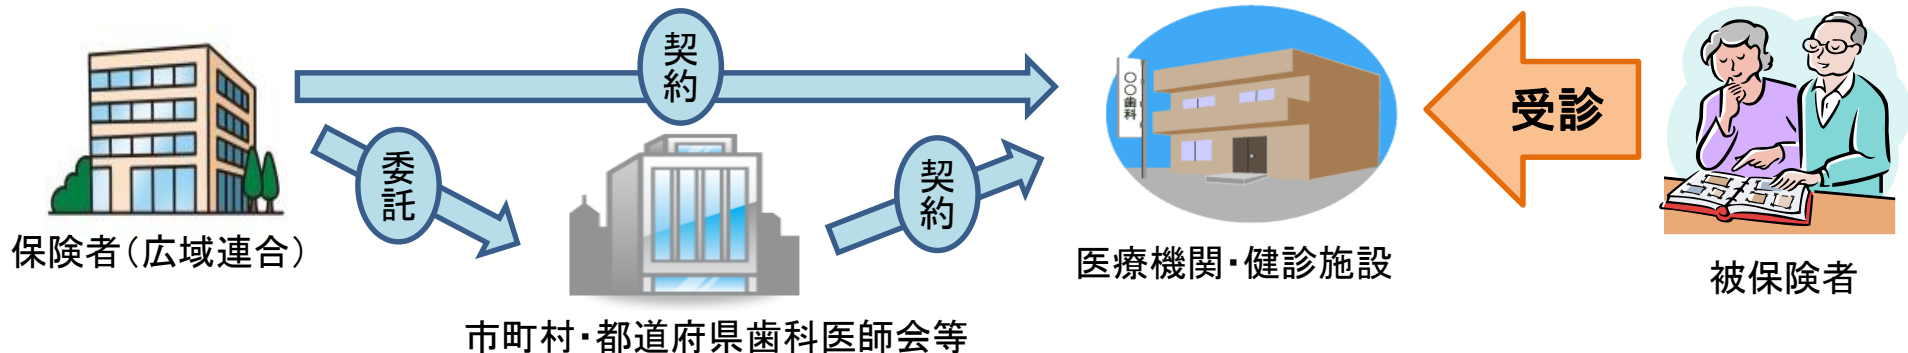 契約
委託
契約
〇〇歯科
受診
保険者(広域連合)
市町村・都道府県歯科医師会等
医療機関・健診施設
被保険者